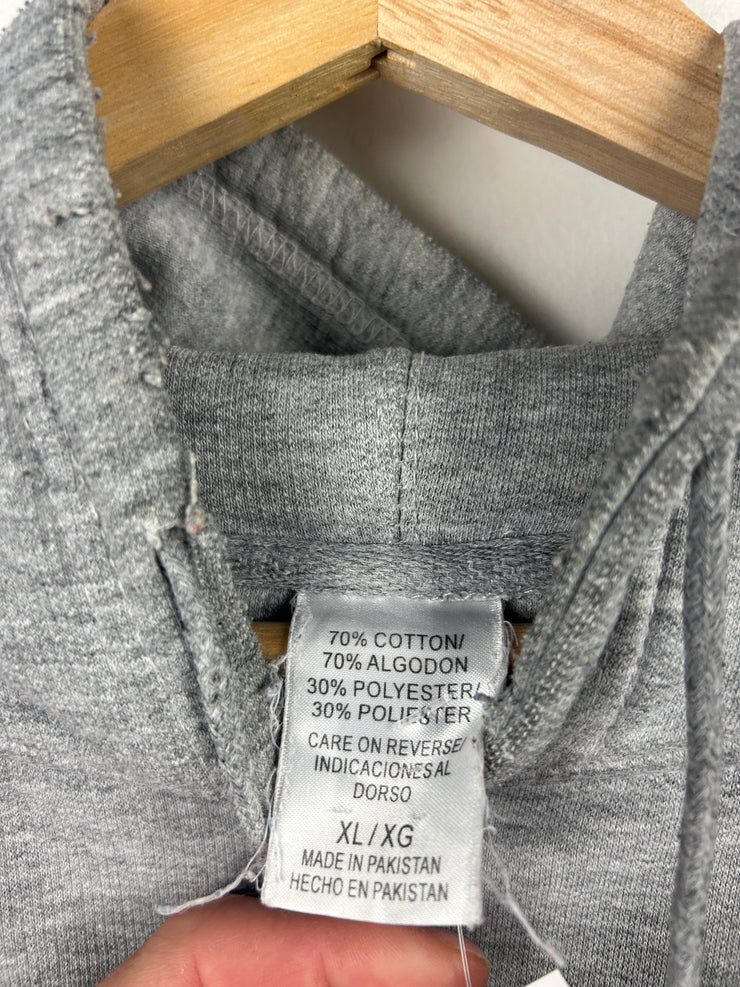 70% COTTON/
70% ALGODON
30% POLYESTER/
30% POLIESTER
CARE ON REVERSE/
INDICACIONES AL
DORSO
XL/XG
MADE IN PAKISTAN
HECHO EN PAKISTAN